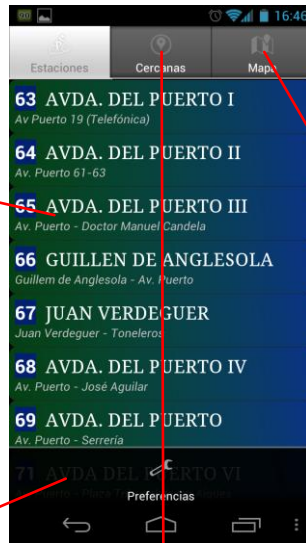 16:46
Estaciones Cercanas Mapa
63 AVDA. DEL PUERTO I
Av Puerto 19 (Telefónica)
64 AVDA. DEL PUERTO II
Av. Puerto 61-63
65 AVDA. DEL PUERTO III
Av. Puerto - Doctor Manuel Candela
66 GUILLEN DE ANGLESOLA
Guillem de Anglesola - Av. Puerto
67 JUAN VERDEGUER
Juan Verdeguer - Toneleros
68 AVDA. DEL PUERTO IV
Av. Puerto - José Aguilar
69 AVDA. DEL PUERTO
Av. Puerto - Serrería
71 AVDA DEL PUERTO VI
Preferencias